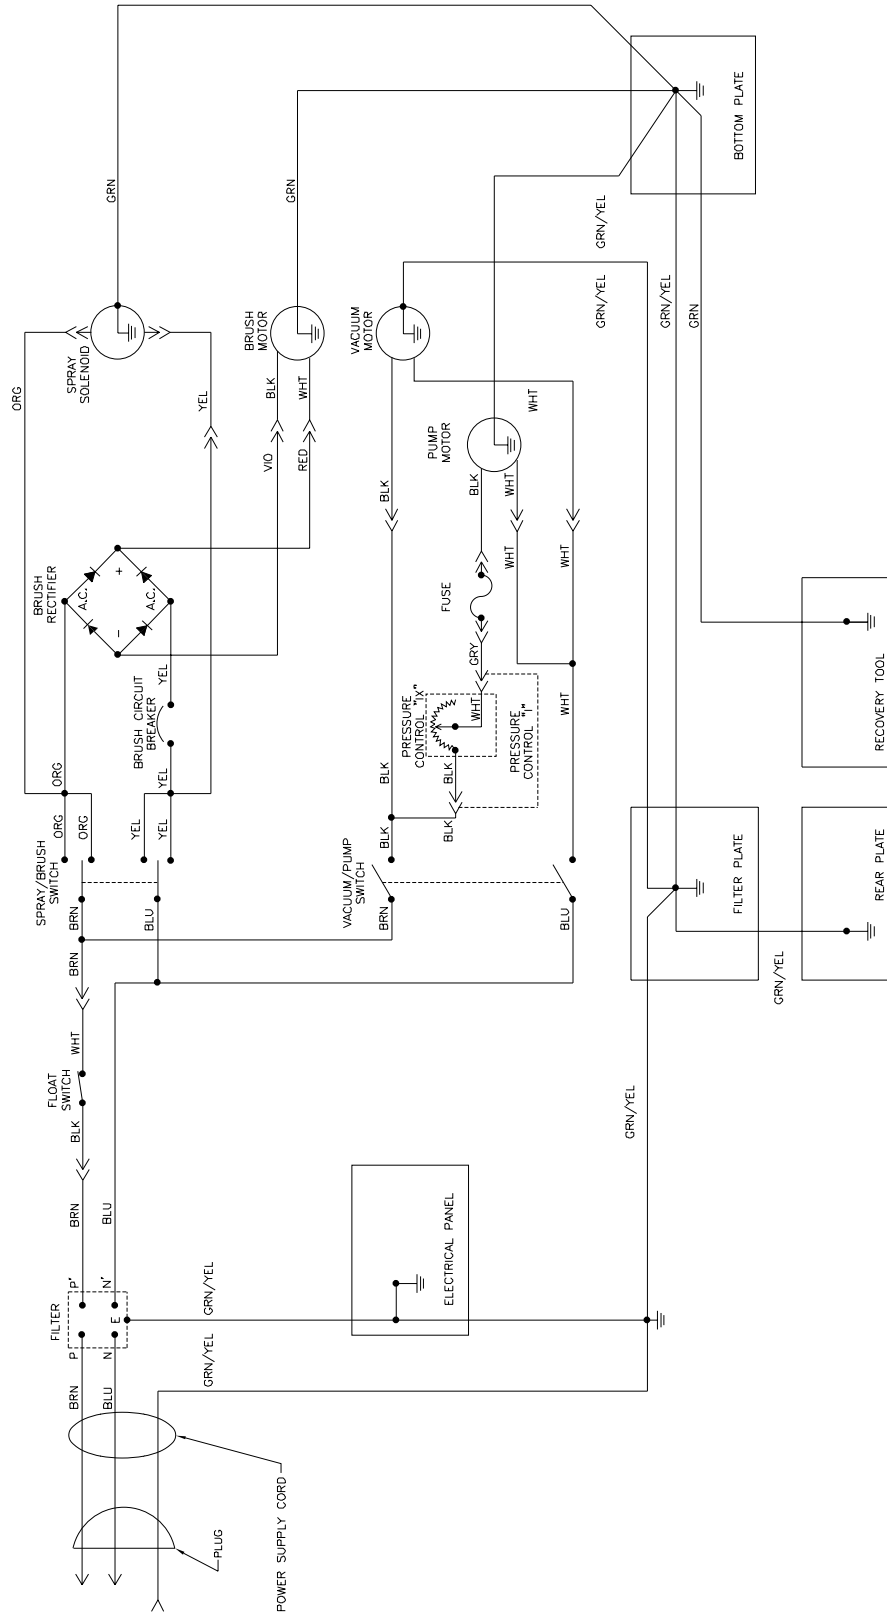 PLUG
POWER SUPPLY CORD
BRN
BLU
GRN/YEL
FILTER
P
N
E
P'
N'
BRN
BLU
GRN/YEL
ELECTRICAL PANEL
BLK
FLOAT
SWITCH
WHT
BRN
BRN
BLU
SPRAY/BRUSH
SWITCH
ORG
ORG
YEL
YEL
ORG
YEL
BRUSH CIRCUIT
BREAKER
YEL
BRUSH
RECTIFIER
A.C.
A.C.
+
–
ORG
SPRAY
SOLENOID
YEL
GRN
VIO
RED
BLK
WHT
BRUSH
MOTOR
GRN
VACUUM/PUMP
SWITCH
BRN
BLU
BLK
BLK
BLK
BLK
PRESSURE
CONTROL "IX"
WHT
PRESSURE
CONTROL "I"
GRY
FUSE
BLK
WHT
WHT
PUMP
MOTOR
BLK
VACUUM
MOTOR
WHT
WHT
WHT
GRN/YEL
GRN/YEL
GRN/YEL
GRN/YEL
GRN
BOTTOM PLATE
RECOVERY TOOL
FILTER PLATE
REAR PLATE
GRN/YEL